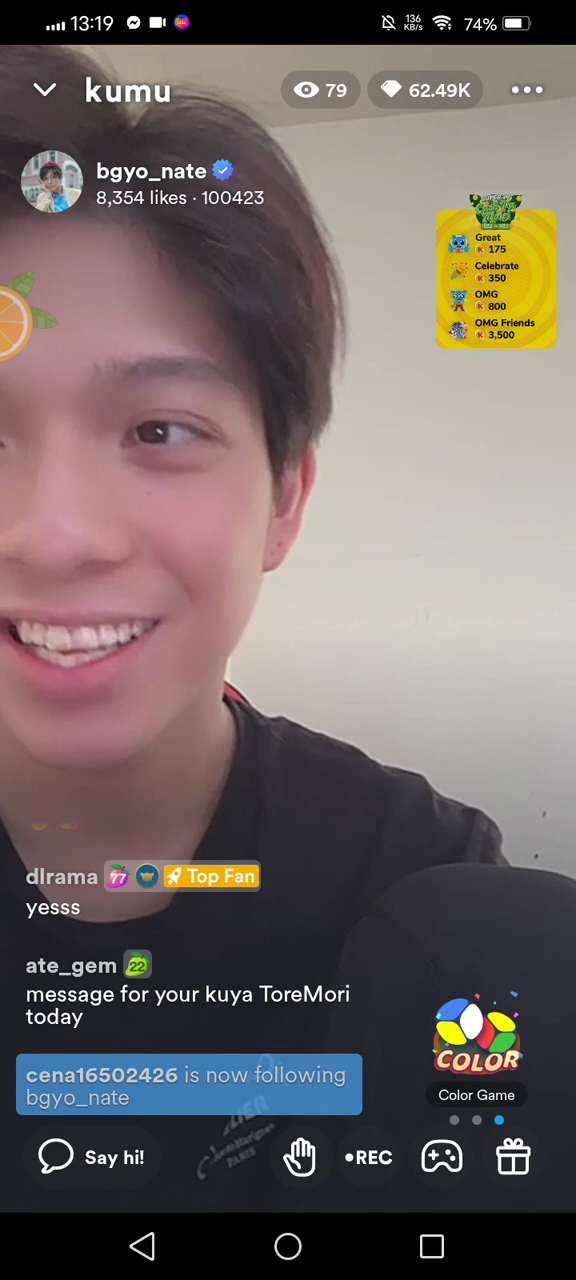 13:19
136
KB/s
74%
kumu
79
62.49K
bgyo_nate
8,354 likes · 100423
Great
175
Celebrate
350
OMG
800
OMG Friends
3,500
dlrama 77 Top Fan
yesss
ate_gem 22
message for your kuya ToreMori
today
cena16502426 is now following
bgyo_nate
COLOR
Color Game
PARIS
Say hi!
•REC